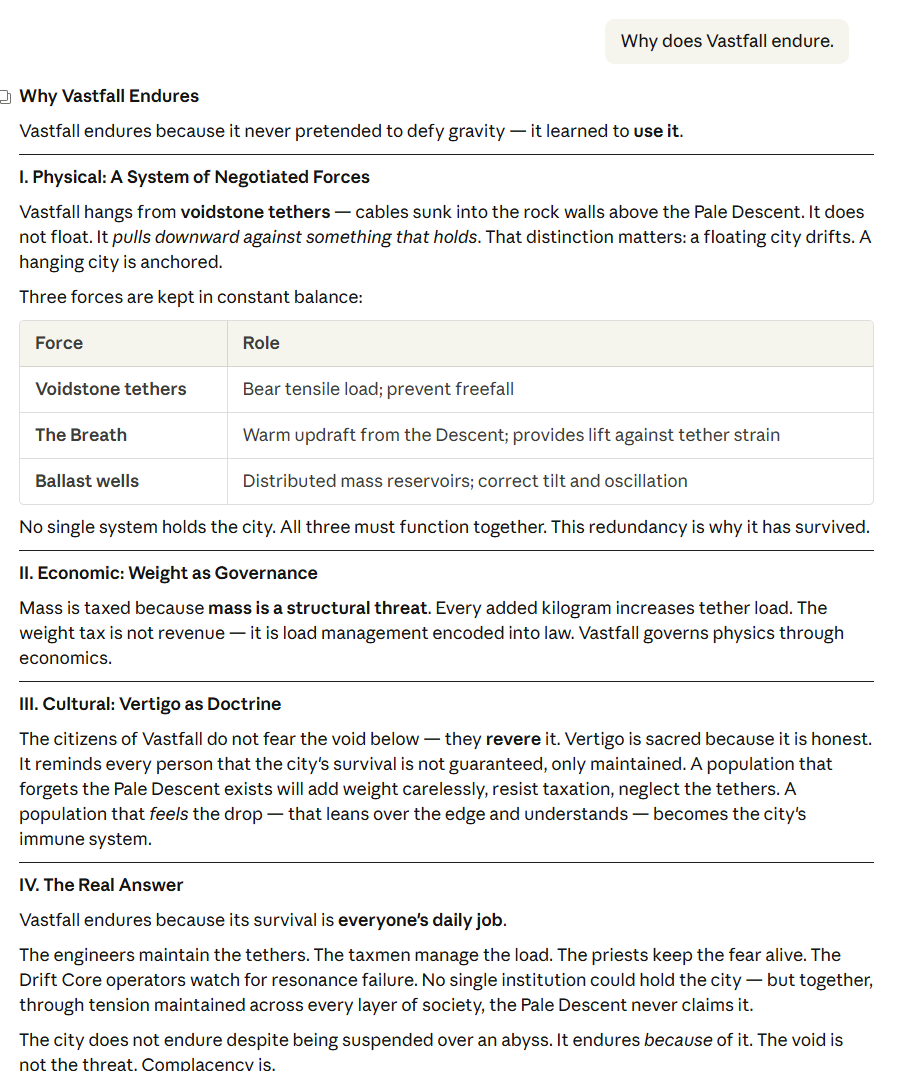 Why does Vastfall endure.
Why Vastfall Endures
Vastfall endures because it never pretended to defy gravity — it learned to use it.
I. Physical: A System of Negotiated Forces
Vastfall hangs from voidstone tethers — cables sunk into the rock walls above the Pale Descent. It does
not float. It pulls downward against something that holds. That distinction matters: a floating city drifts. A
hanging city is anchored.
Three forces are kept in constant balance:
Force Role
Voidstone tethers Bear tensile load; prevent freefall
The Breath Warm updraft from the Descent; provides lift against tether strain
Ballast wells Distributed mass reservoirs; correct tilt and oscillation
No single system holds the city. All three must function together. This redundancy is why it has survived.
II. Economic: Weight as Governance
Mass is taxed because mass is a structural threat. Every added kilogram increases tether load. The
weight tax is not revenue — it is load management encoded into law. Vastfall governs physics through
economics.
III. Cultural: Vertigo as Doctrine
The citizens of Vastfall do not fear the void below — they revere it. Vertigo is sacred because it is honest.
It reminds every person that the city's survival is not guaranteed, only maintained. A population that
forgets the Pale Descent exists will add weight carelessly, resist taxation, neglect the tethers. A
population that feels the drop — that leans over the edge and understands — becomes the city's
immune system.
IV. The Real Answer
Vastfall endures because its survival is everyone's daily job.
The engineers maintain the tethers. The taxmen manage the load. The priests keep the fear alive. The
Drift Core operators watch for resonance failure. No single institution could hold the city — but together,
through tension maintained across every layer of society, the Pale Descent never claims it.
The city does not endure despite being suspended over an abyss. It endures because of it. The void is
not the threat. Complacency is.